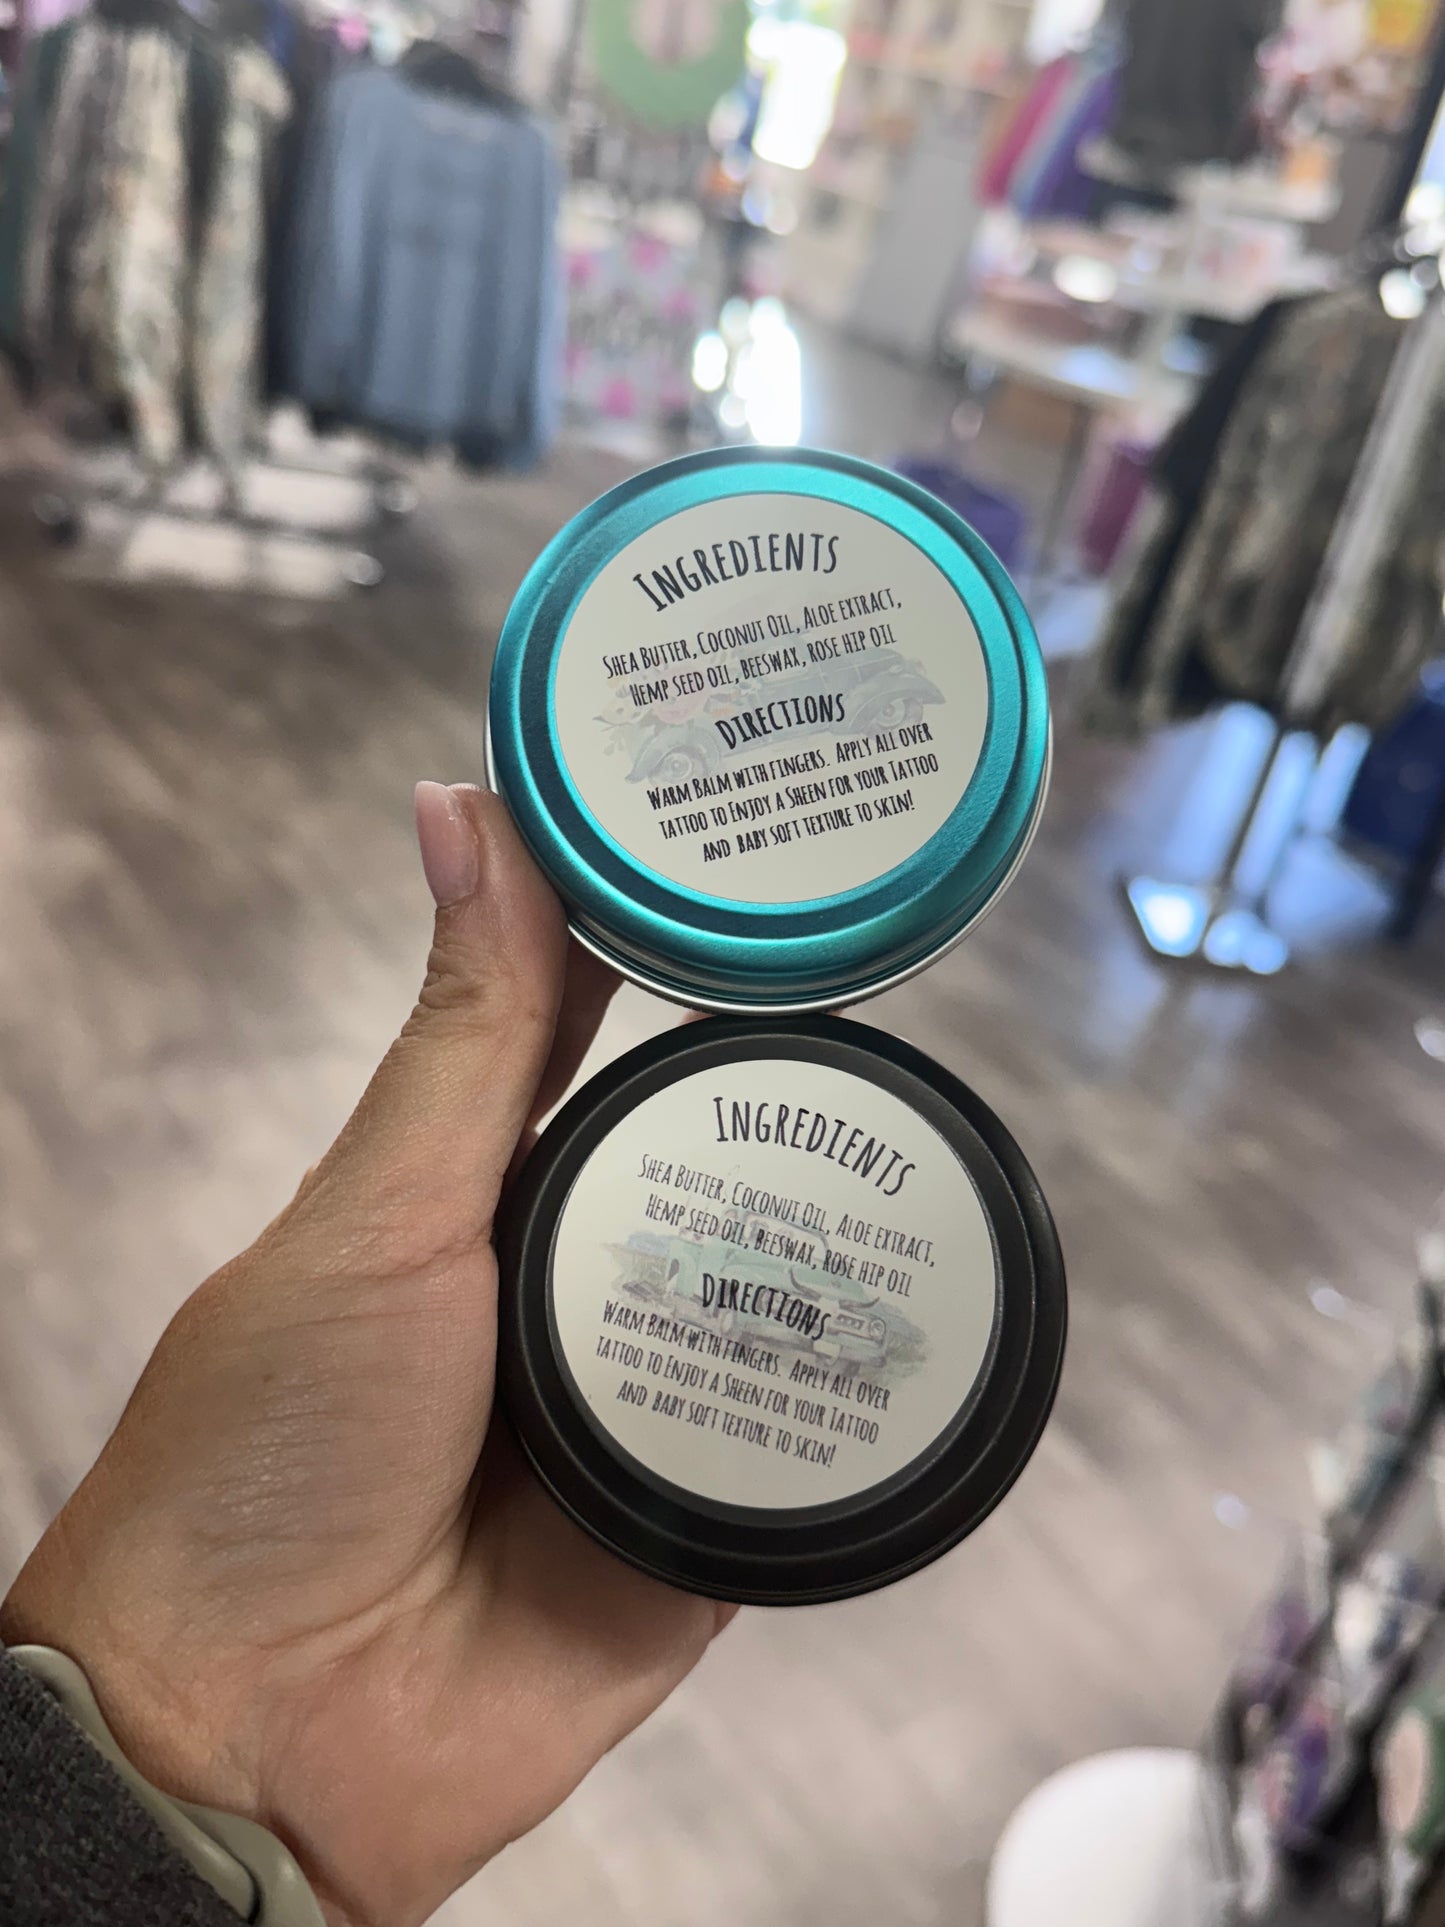 Ingredients
Shea Butter, Coconut Oil, Aloe extract,
Hemp seed oil, beeswax, rose hip oil
Directions
Warm Balm with fingers. Apply all over
tattoo to Enjoy a Sheen for your Tattoo
and baby soft texture to skin!
Ingredients
Shea Butter, Coconut Oil, Aloe extract,
Hemp seed oil, beeswax, rose hip oil
Directions
Warm Balm with fingers. Apply all over
tattoo to Enjoy a Sheen for your Tattoo
and baby soft texture to skin!